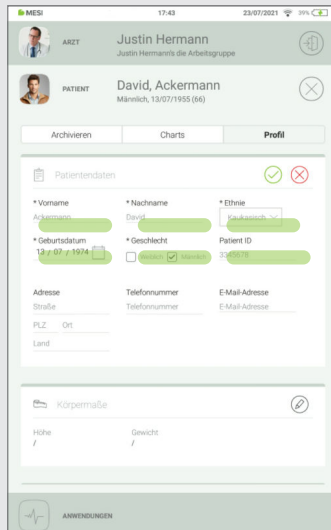 MESI 17:43 23/07/2021 39%
ARZT Justin Hermann
Justin Hermann's die Arbeitsgruppe
PATIENT David, Ackermann
Männlich, 13/07/1955 (66)
Archivieren Charts Profil
Patientendaten
* Vorname * Nachname * Ethnie
Ackermann David Kaukasisch
* Geburtsdatum * Geschlecht Patient ID
13 / 07 / 1974 Weiblich Männlich 3345678
Adresse Telefonnummer E-Mail-Adresse
Straße Telefonnummer E-Mail-Adresse
PLZ Ort
Land
Körpermaße
Höhe Gewicht
/ /
ANWENDUNGEN